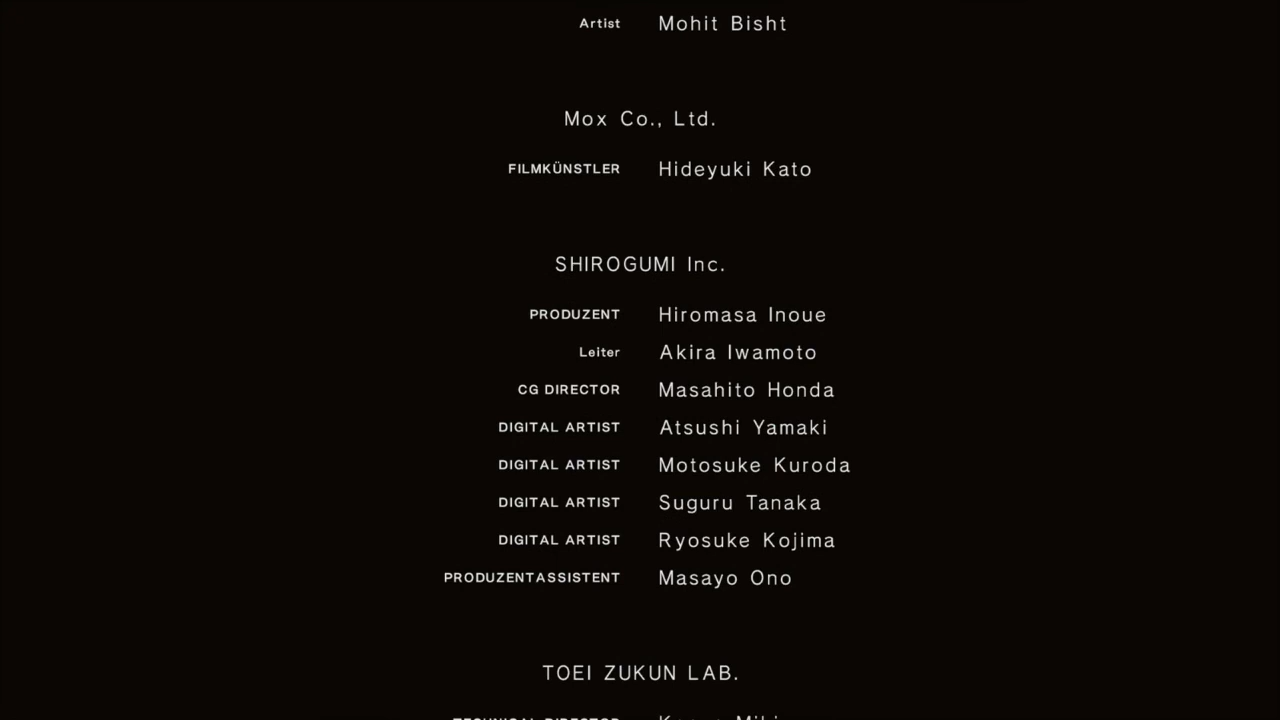 Artist Mohit Bisht
Mox Co., Ltd.
FILMKÜNSTLER Hideyuki Kato
SHIROGUMI Inc.
PRODUZENT Hiromasa Inoue
Leiter Akira Iwamoto
CG DIRECTOR Masahito Honda
DIGITAL ARTIST Atsushi Yamaki
DIGITAL ARTIST Motosuke Kuroda
DIGITAL ARTIST Suguru Tanaka
DIGITAL ARTIST Ryosuke Kojima
PRODUZENTASSISTENT Masayo Ono
TOEI ZUKUN LAB.
TECHNICAL DIRECTOR